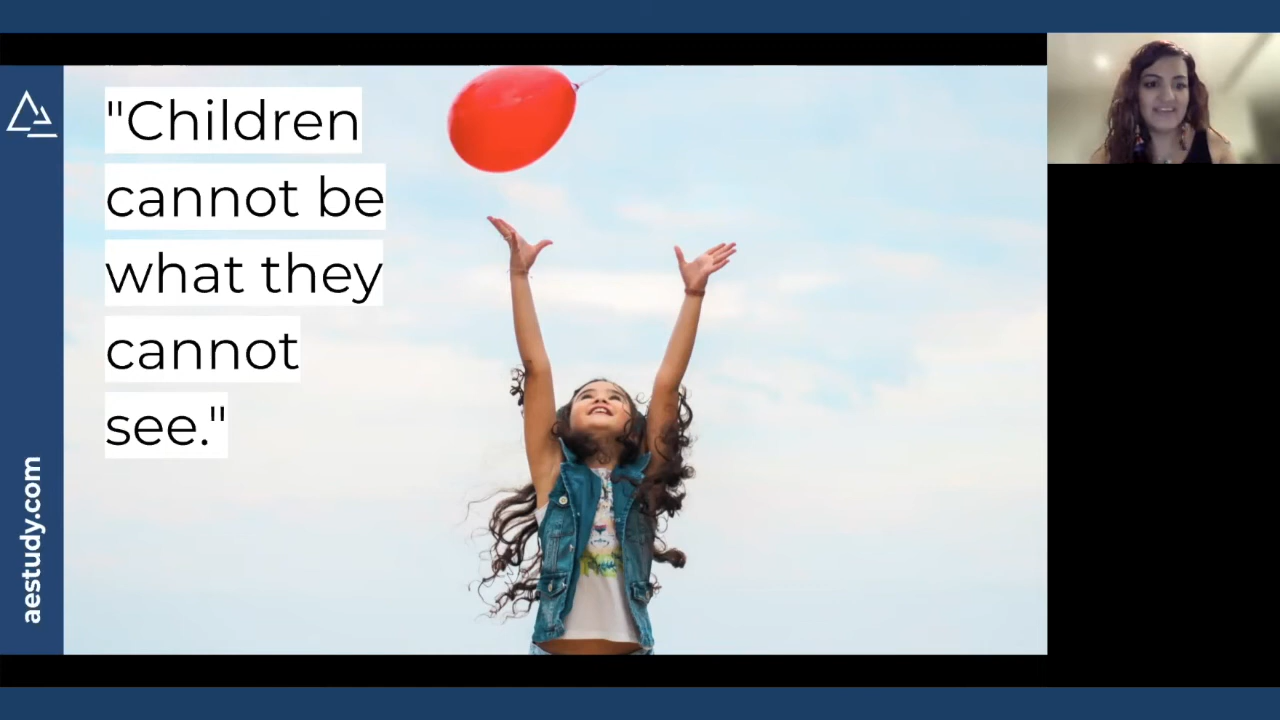 "Children
cannot be
what they
cannot
see."
aestudy.com